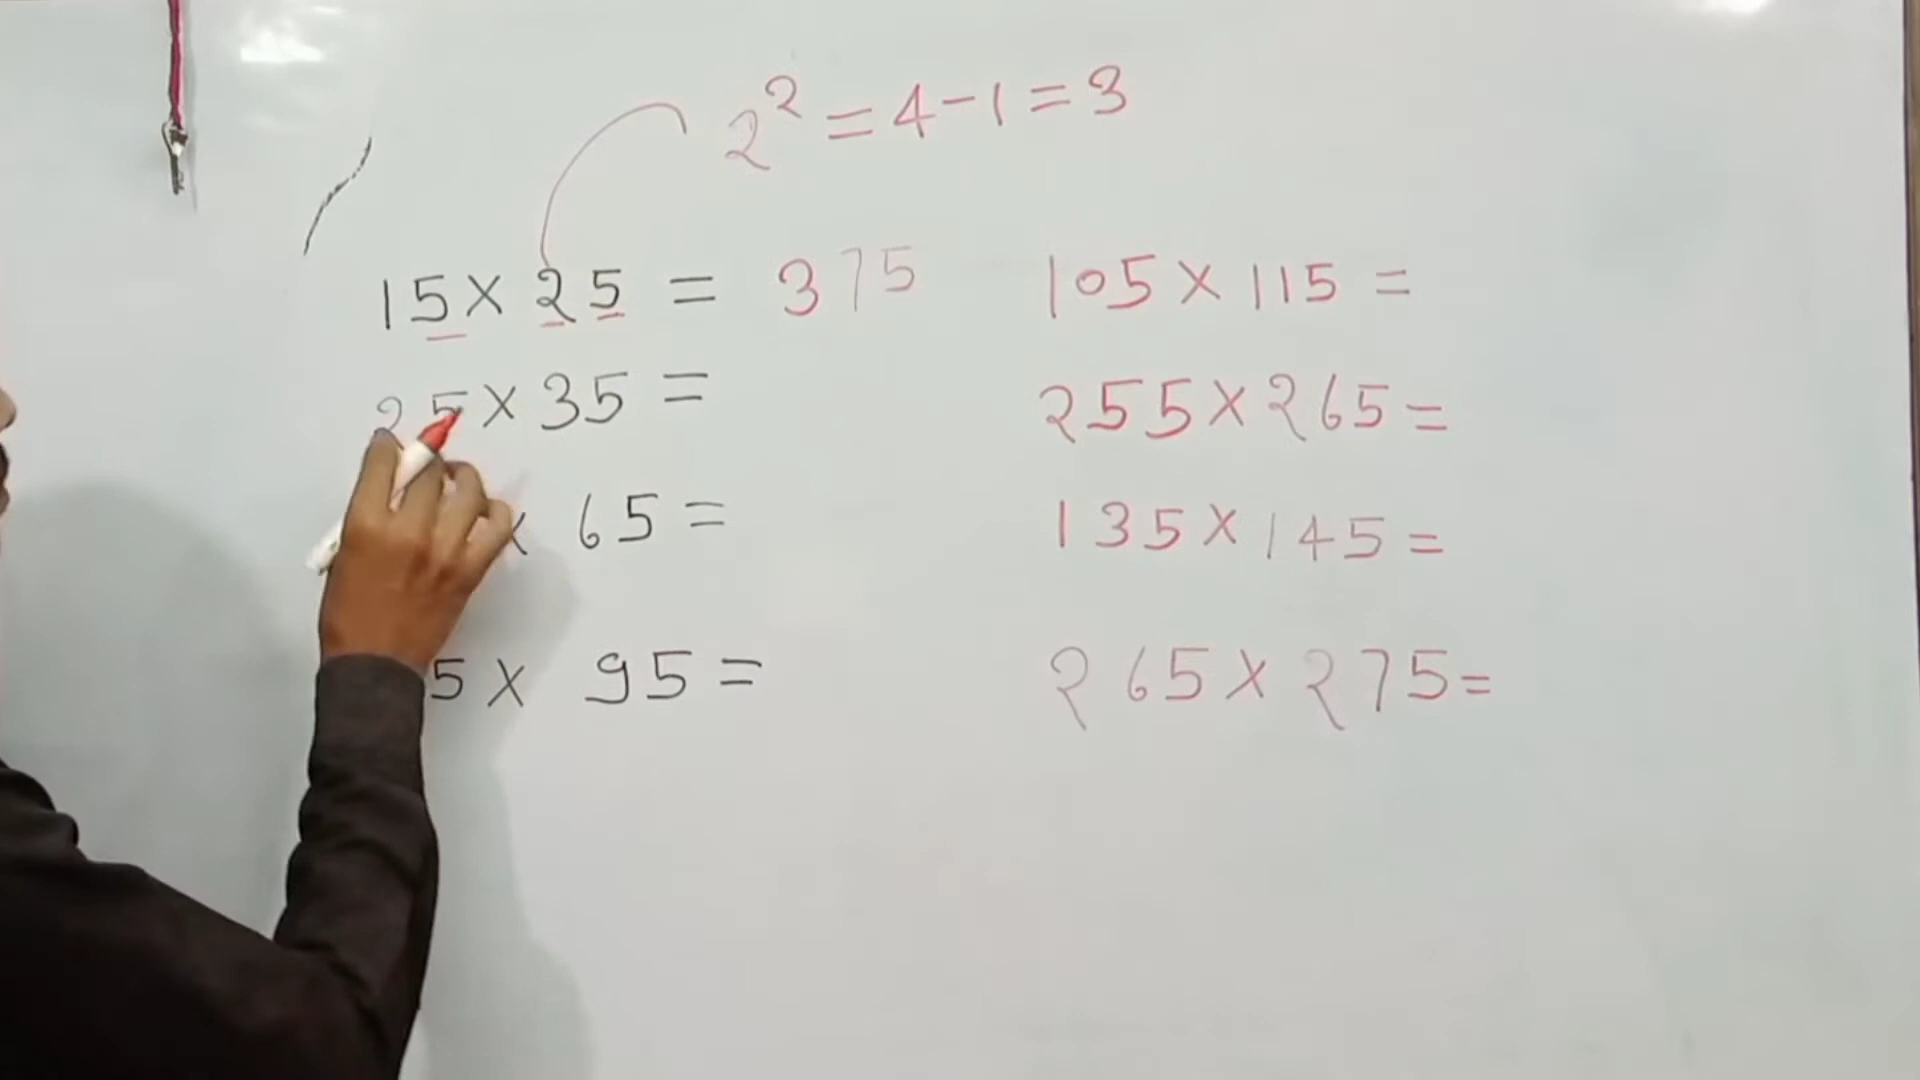 2² = 4 - 1 = 3
15 × 25 = 375
25 × 35 =
× 65 =
5 × 95 =
105 × 115 =
255 × 265 =
135 × 145 =
265 × 275 =